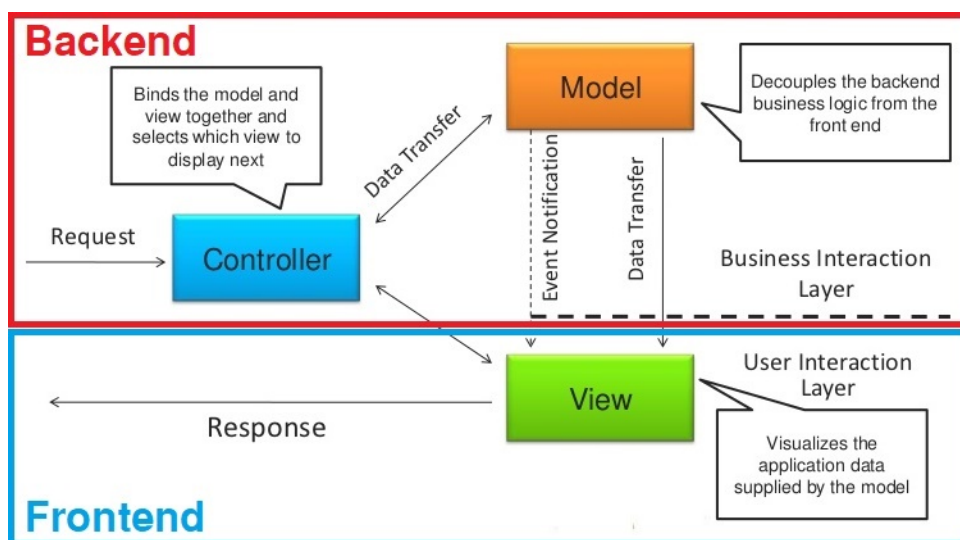 Backend
Binds the model and
view together and
selects which view to
display next
Data Transfer
Model
Decouples the backend
business logic from the
front end
Request
Controller
Event Notification
Data Transfer
Business Interaction
Layer
View
User Interaction
Layer
Response
Visualizes the
application data
supplied by the model
Frontend